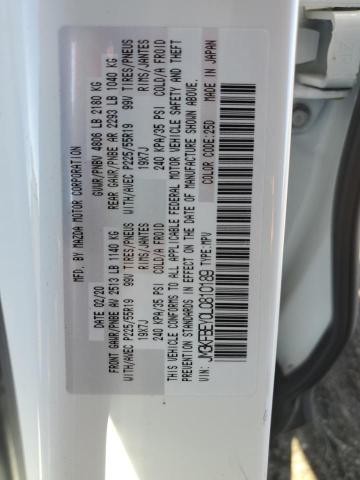 MFD. BY MAZDA MOTOR CORPORATION
02/20 GVWR/PNBV 4806 LB 2180 KG
FRONT GAWR/PNBE AV 2513 LB 1140 KG REAR GAWR/PNBE AR 2293 LB 1040 KG
WITH/AVEC P225/55R19 99V TIRES/PNEUS WITH/AVEC P225/55R19 99V TIRES/PNEUS
19X7J RIMS/JANTES 19X7J RIMS/JANTES
240 KPA/35 PSI COLD/A FROID 240 KPA/35 PSI COLD/A FROID
THIS VEHICLE CONFORMS TO ALL APPLICABLE FEDERAL MOTOR VEHICLE SAFETY AND THEFT
PREVENTION STANDARDS IN EFFECT ON THE DATE OF MANUFACTURE SHOWN ABOVE.
JM3KFBEY0L0810189 TYPE:MPV COLOR CODE:25D MADE IN JAPAN